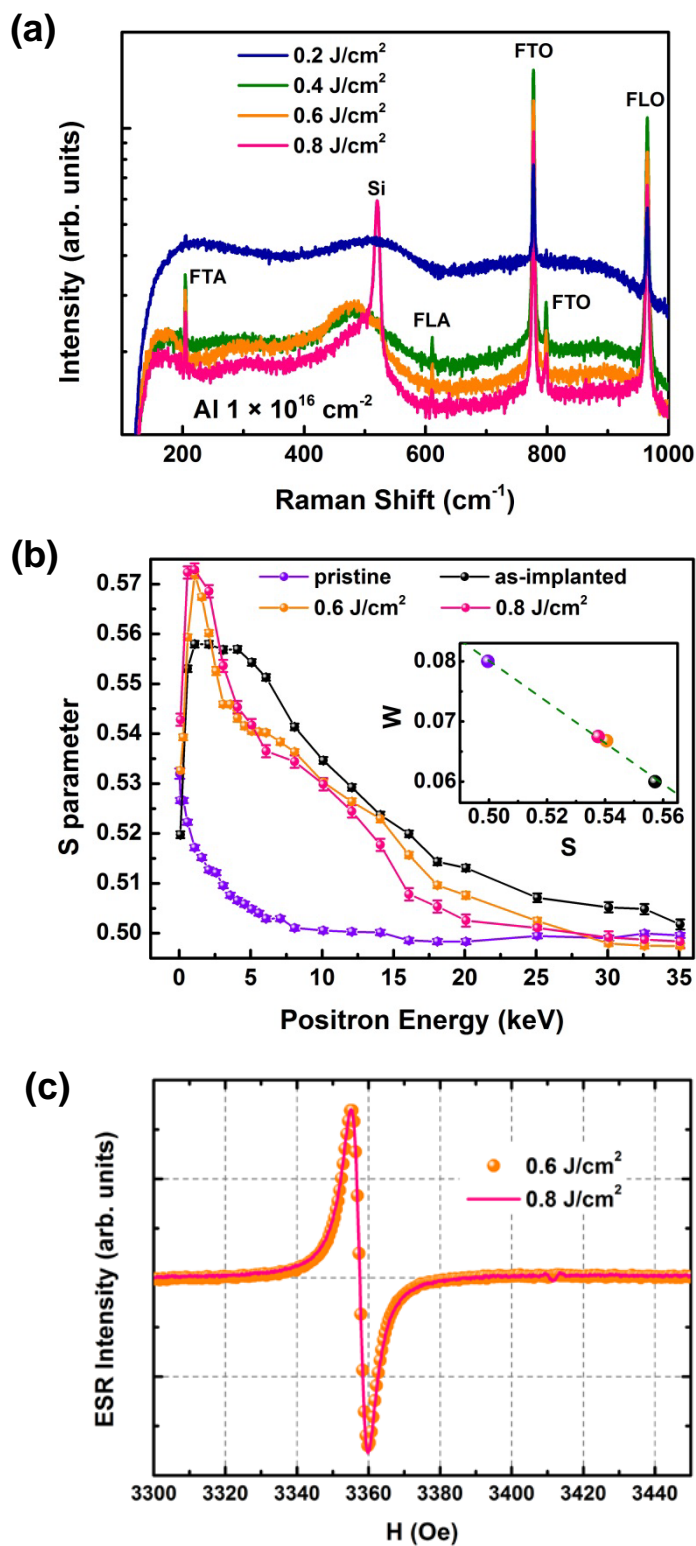 (a)
0.2 J/cm²
0.4 J/cm²
0.6 J/cm²
0.8 J/cm²
FTO
FLO
Si
FTA
FLA
FTO
Al 1 × 10¹⁶ cm⁻²
Intensity (arb. units)
200 400 600 800 1000
Raman Shift (cm⁻¹)
(b)
pristine as-implanted
0.6 J/cm² 0.8 J/cm²
0.57
0.56
0.55
0.54
0.53
0.52
0.51
0.50
S parameter
0.08
0.07
0.06
W
0.50 0.52 0.54 0.56
S
0 5 10 15 20 25 30 35
Positron Energy (keV)
(c)
0.6 J/cm²
0.8 J/cm²
ESR Intensity (arb. units)
3300 3320 3340 3360 3380 3400 3420 3440
H (Oe)